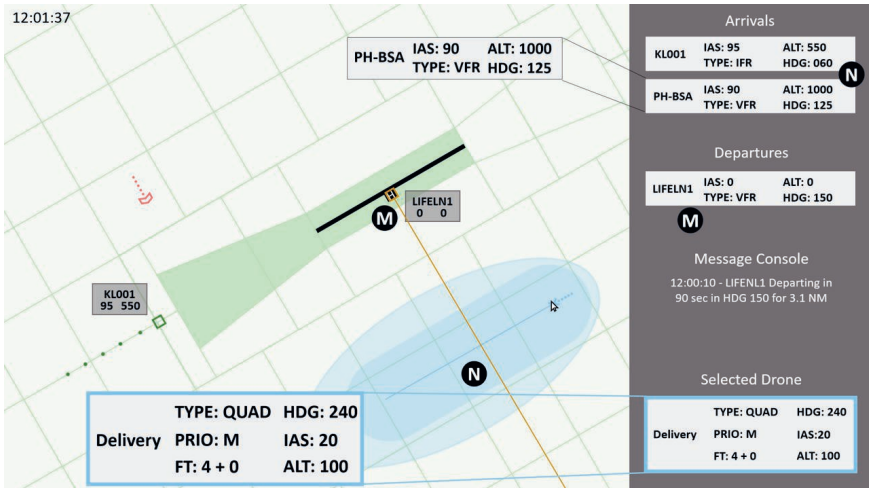 12:01:37
PH-BSA IAS: 90 ALT: 1000
TYPE: VFR HDG: 125
M
LIFELN1
0 0
KL001
95 550
N
TYPE: QUAD HDG: 240
Delivery PRIO: M IAS: 20
FT: 4 + 0 ALT: 100
Arrivals
KL001 IAS: 95 ALT: 550
TYPE: IFR HDG: 060
N
PH-BSA IAS: 90 ALT: 1000
TYPE: VFR HDG: 125
Departures
LIFELN1 IAS: 0 ALT: 0
TYPE: VFR HDG: 150
M
Message Console
12:00:10 - LIFENL1 Departing in
90 sec in HDG 150 for 3.1 NM
Selected Drone
TYPE: QUAD HDG: 240
Delivery PRIO: M IAS:20
FT: 4 + 0 ALT: 100